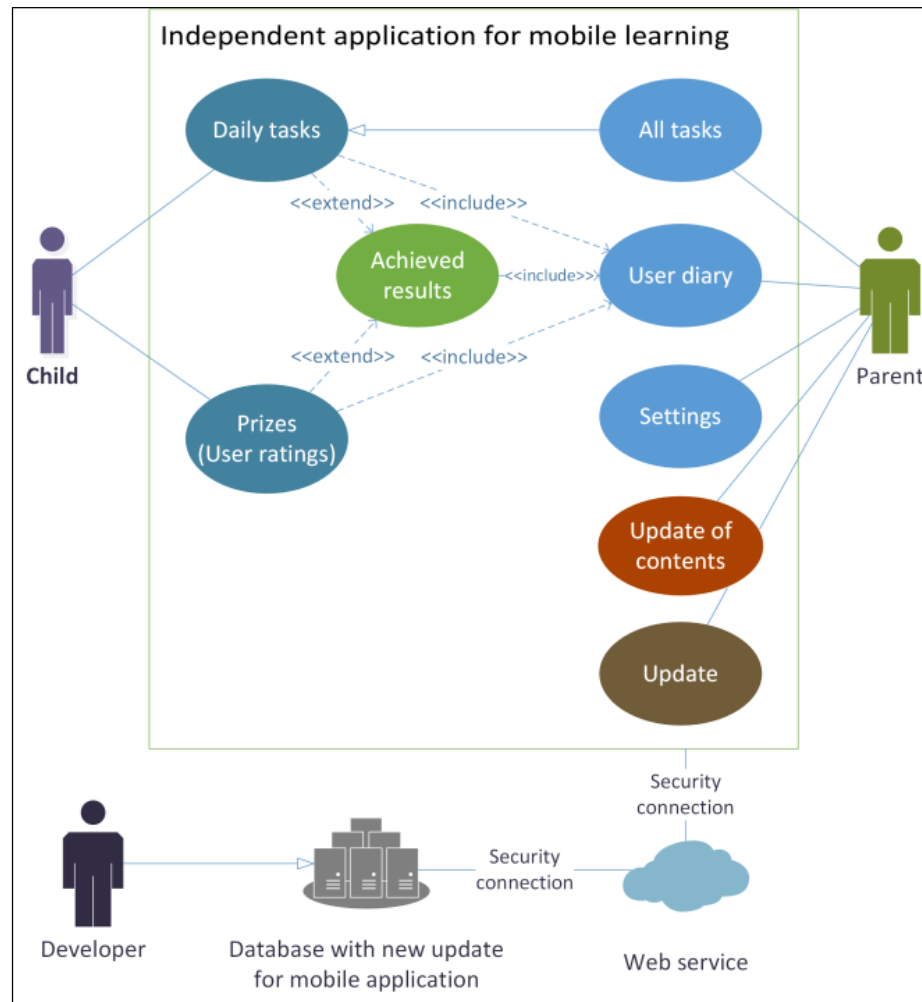 Independent application for mobile learning
Daily tasks
All tasks
<<extend>>
<<include>>
Achieved
results
<<include>>
User diary
<<extend>>
<<include>>
Child
Parent
Prizes
(User ratings)
Settings
Update of
contents
Update
Security
connection
Security
connection
Developer
Database with new update
for mobile application
Web service